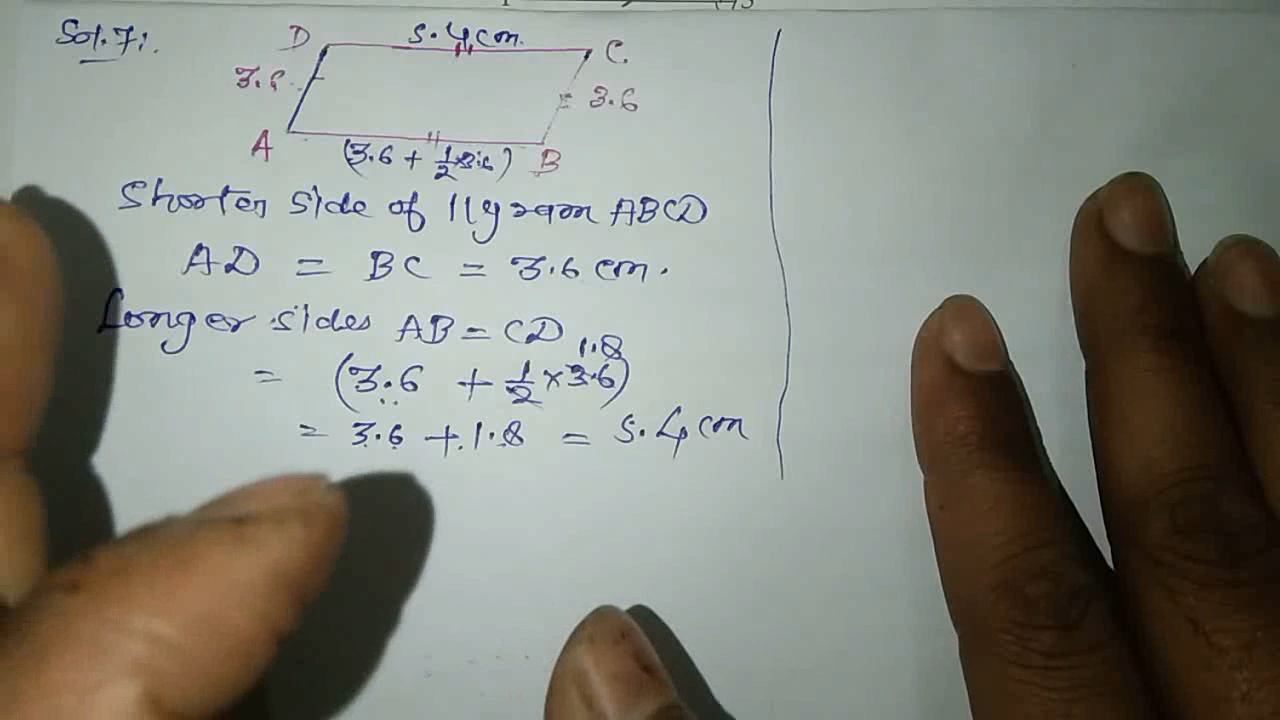 Sol.7:
D 5.4cm. C
3.6 3.6
A (3.6 + 1/2×3.6) B
Shorter side of ||gram ABCD
AD = BC = 3.6 cm.
Longer sides AB = CD
1.8
= (3.6 + 1/2 × 3.6)
= 3.6 + 1.8 = 5.4 cm